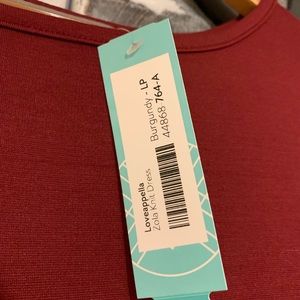 Loveappella
Zola Knit Dress
Burgundy - LP
44868 764-A